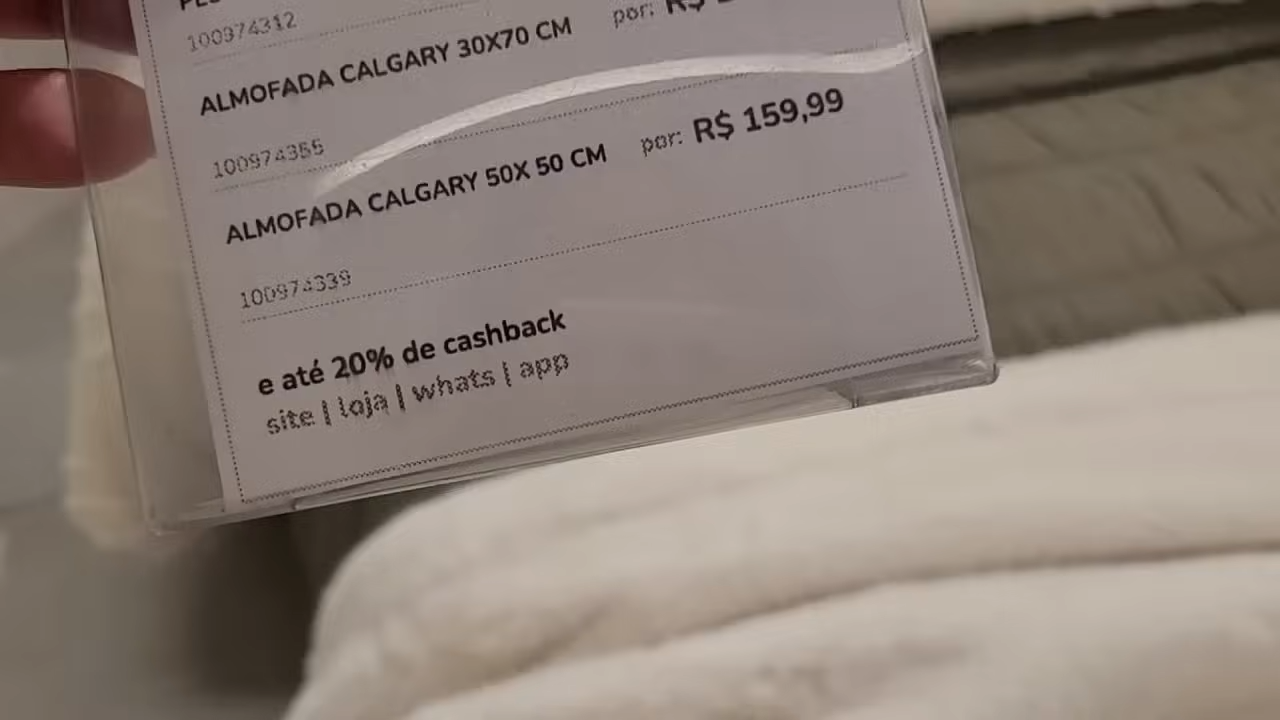 100974312
ALMOFADA CALGARY 30X70 CM por: R$
100974355
ALMOFADA CALGARY 50X 50 CM por: R$ 159,99
100974339
e até 20% de cashback
site | loja | whats | app